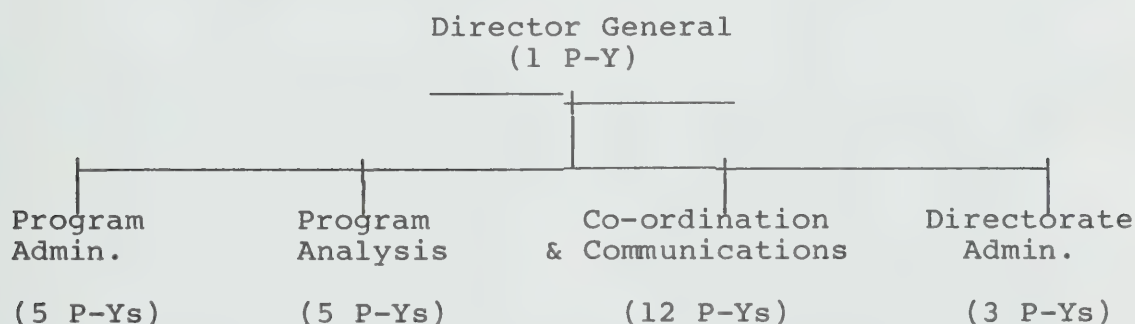 Director General
(1 P-Y)
Program Program Co-ordination Directorate
Admin. Analysis & Communications Admin.
(5 P-Ys) (5 P-Ys) (12 P-Ys) (3 P-Ys)